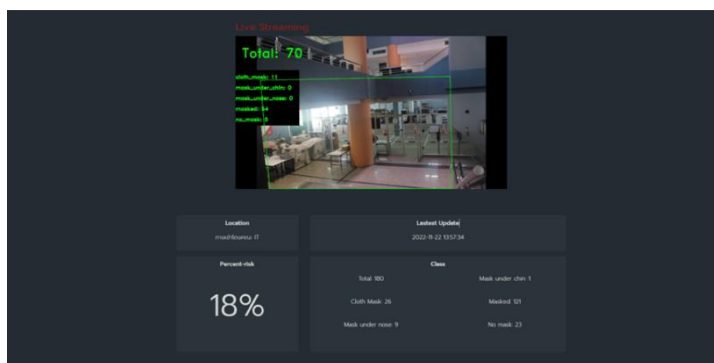 Live Streaming
Total: 70
cloth_mask: 11
mask_under_chin: 0
mask_under_nose: 0
masked: 54
no_mask: 5
Location
Lastest Update
IT
2022-11-22 13:57:34
Percent-risk
Class
18%
Total 180
Mask under chin: 1
Cloth Mask: 26
Masked: 121
Mask under nose: 9
No mask: 23